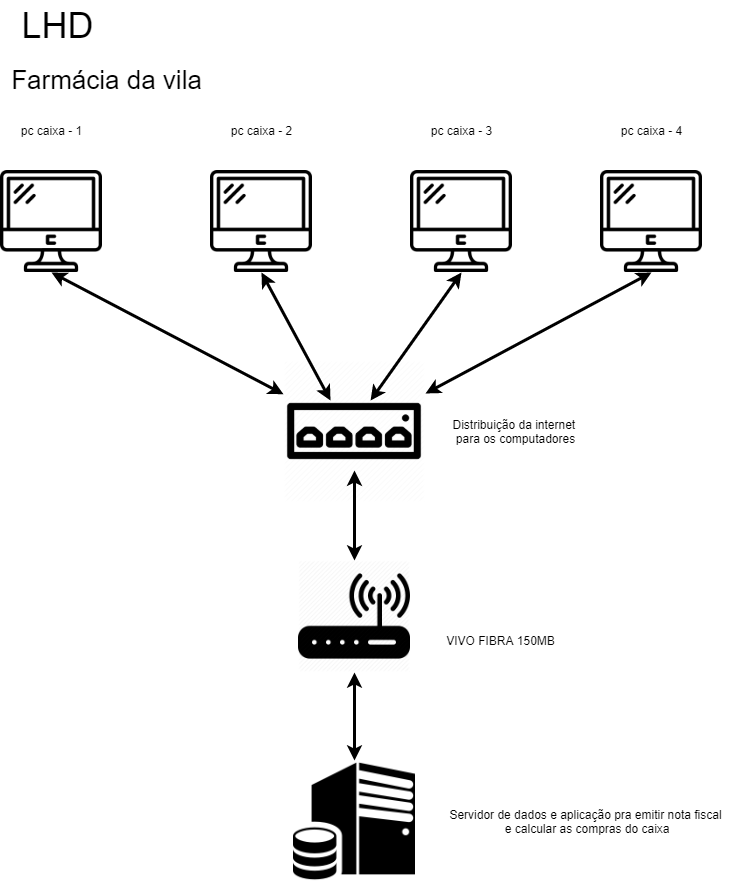 LHD
Farmácia da vila
pc caixa - 1
pc caixa - 2
pc caixa - 3
pc caixa - 4
Distribuição da internet
para os computadores
VIVO FIBRA 150MB
Servidor de dados e aplicação pra emitir nota fiscal
e calcular as compras do caixa